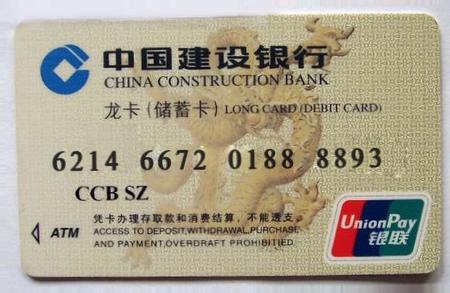 中国建设银行
CHINA CONSTRUCTION BANK
龙卡(储蓄卡) LONG CARD (DEBIT CARD)
6214 6672 0188 8893
CCB SZ
凭卡办理存取款和消费结算,不能透支。
ATM ACCESS TO DEPOSIT,WITHDRAWAL,PURCHASE
AND PAYMENT,OVERDRAFT PROHIBITIED.
UnionPay
银联